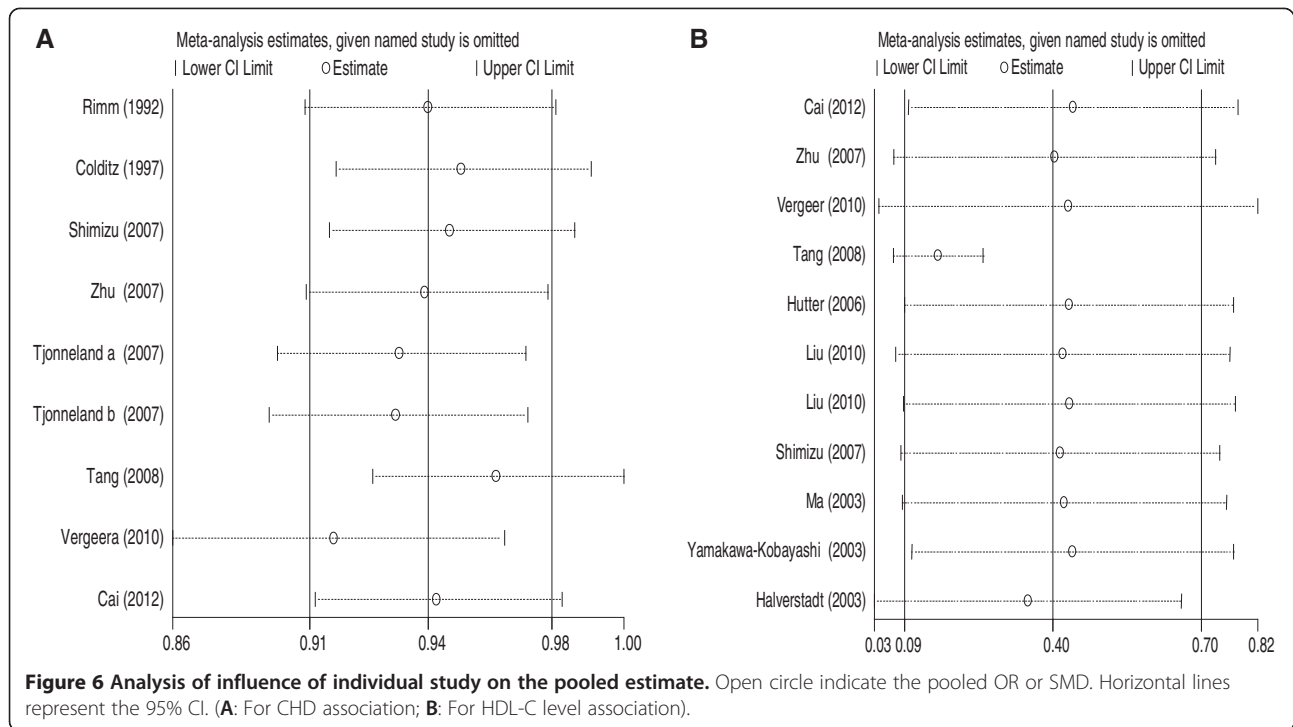 A
Meta-analysis estimates, given named study is omitted
| Lower CI Limit ○ Estimate | Upper CI Limit
Rimm (1992)
Colditz (1997)
Shimizu (2007)
Zhu (2007)
Tjonneland a (2007)
Tjonneland b (2007)
Tang (2008)
Vergeera (2010)
Cai (2012)
0.86 0.91 0.94 0.98 1.00
B
Meta-analysis estimates, given named study is omitted
| Lower CI Limit ○ Estimate | Upper CI Limit
Cai (2012)
Zhu (2007)
Vergeer (2010)
Tang (2008)
Hutter (2006)
Liu (2010)
Liu (2010)
Shimizu (2007)
Ma (2003)
Yamakawa-Kobayashi (2003)
Halverstadt (2003)
0.03 0.09 0.40 0.70 0.82
Figure 6 Analysis of influence of individual study on the pooled estimate. Open circle indicate the pooled OR or SMD. Horizontal lines
represent the 95% CI. (A: For CHD association; B: For HDL-C level association).